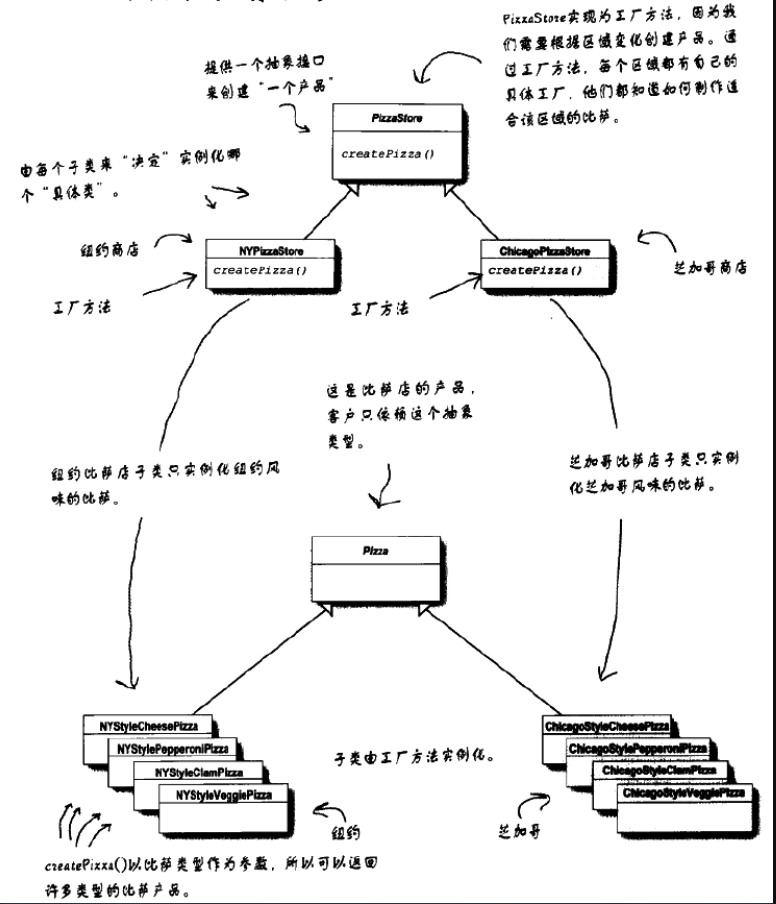 PizzaStore实现为工厂方法，因为我
们需要根据区域变化创建产品。通
过工厂方法，每个区域都有自己的
具体工厂，他们都知道如何制作适
合该区域的比萨。
提供一个抽象接口
来创建“一个产品”
PizzaStore
createPizza()
由每个子类来“决定”实例化哪
个“具体类”。
纽约商店
NYPizzaStore
createPizza()
工厂方法
ChicagoPizzaStore
createPizza()
芝加哥商店
工厂方法
这是比萨店的产品，
客户只依赖这个抽象
类型。
纽约比萨店子类只实例化纽约风
味的比萨。
芝加哥比萨店子类只实例
化芝加哥风味的比萨。
Pizza
NYStyleCheesePizza
NYStylePepperoniPizza
NYStyleClamPizza
NYStyleVeggiePizza
子类由工厂方法实例化。
ChicagoStyleCheesePizza
ChicagoStylePepperoniPizza
ChicagoStyleClamPizza
ChicagoStyleVeggiePizza
纽约
芝加哥
createPizza()以比萨类型作为参数，所以可以返回
许多类型的比萨产品。